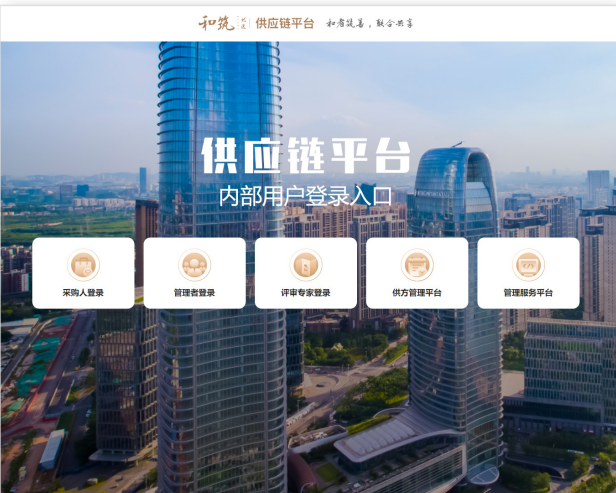 和筑 供应链平台 和者筑善，联合共享
供应链平台
内部用户登录入口
采购人登录 管理者登录 评审专家登录 供方管理平台 管理服务平台